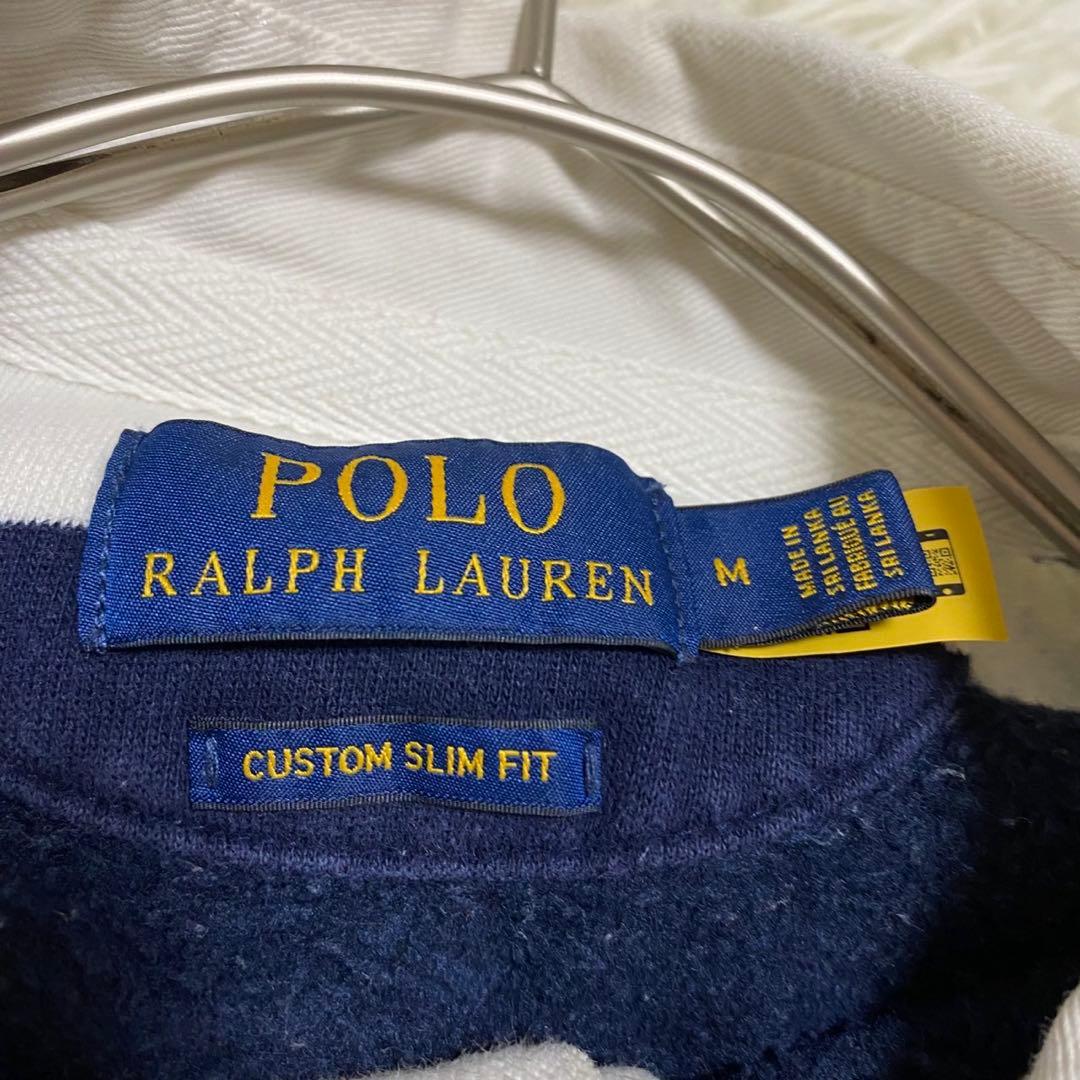 POLO
RALPH LAUREN
M
MADE IN
SRI LANKA
FABRIQUÉ AU
SRI LANKA
CUSTOM SLIM FIT